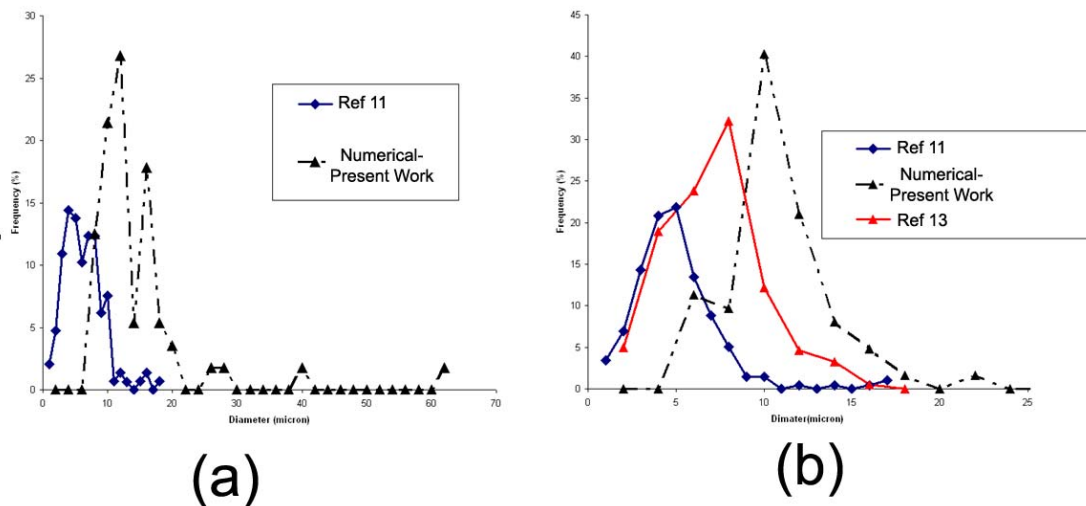 30
25
20
15
10
5
0
Frequency (%)
0 10 20 30 40 50 60 70
Diameter (micron)
Ref 11
Numerical-
Present Work
(a)
45
40
35
30
25
20
15
10
5
0
Frequency (%)
0 5 10 15 20 25
Dimater(micron)
Ref 11
Numerical-
Present Work
Ref 13
(b)